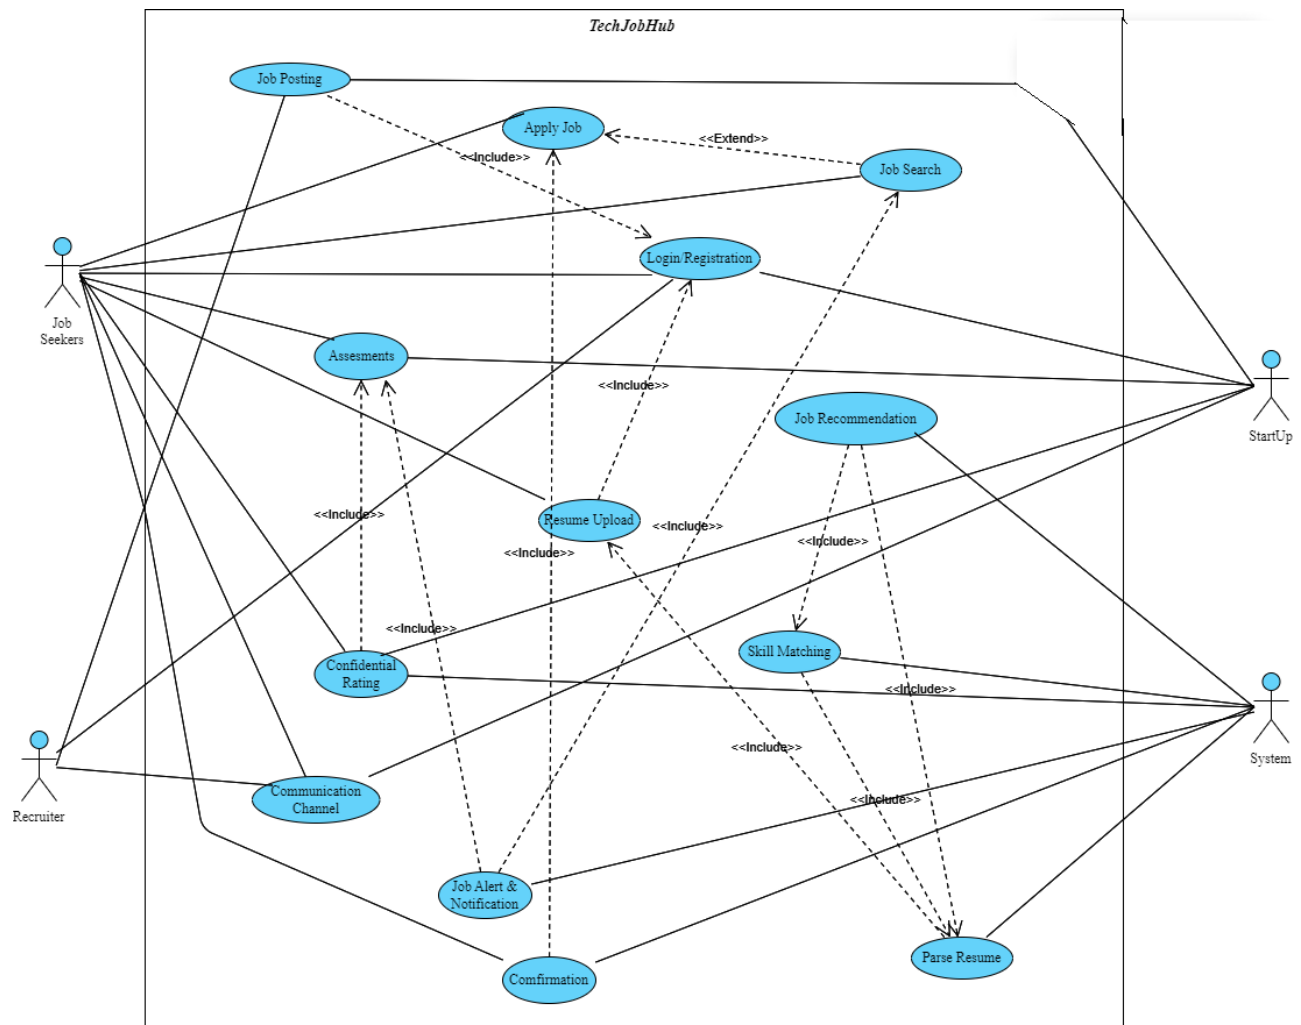 TechJobHub
Job Posting
Apply Job
<<Extend>>
<<Include>>
Job Search
Login/Registration
Job
Seekers
Assesments
<<Include>>
Job Recommendation
StartUp
<<Include>>
Resume Upload
<<Include>>
<<Include>>
<<Include>>
<<Include>>
Skill Matching
Confidential
Rating
<<Include>>
System
<<Include>>
Recruiter
Communication
Channel
<<Include>>
Job Alert &
Notification
Parse Resume
Comfirmation